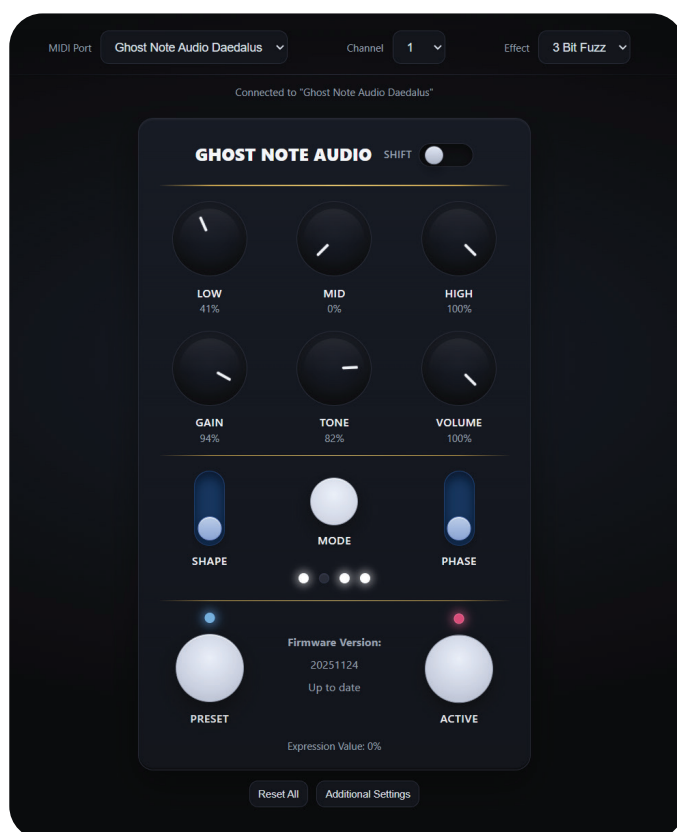 MIDI Port Ghost Note Audio Daedalus Channel 1 Effect 3 Bit Fuzz
Connected to "Ghost Note Audio Daedalus"
GHOST NOTE AUDIO SHIFT
LOW MID HIGH
41% 0% 100%
GAIN TONE VOLUME
94% 82% 100%
MODE
SHAPE PHASE
Firmware Version:
20251124
Up to date
PRESET ACTIVE
Expression Value: 0%
Reset All Additional Settings